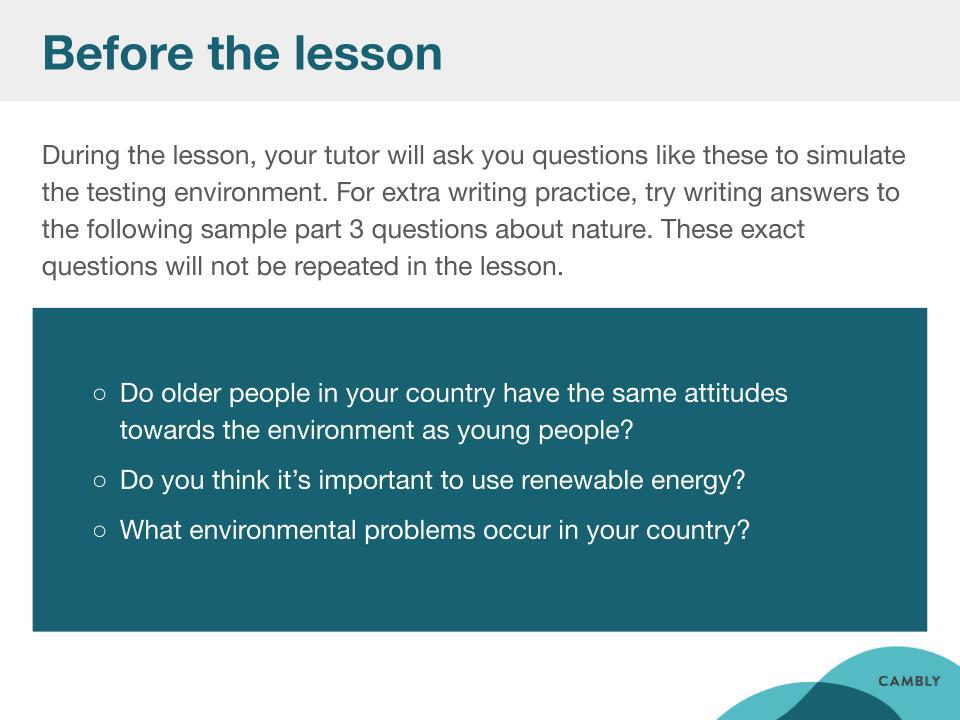 Before the lesson
During the lesson, your tutor will ask you questions like these to simulate
the testing environment. For extra writing practice, try writing answers to
the following sample part 3 questions about nature. These exact
questions will not be repeated in the lesson.
○ Do older people in your country have the same attitudes
towards the environment as young people?
○ Do you think it’s important to use renewable energy?
○ What environmental problems occur in your country?
CAMBLY